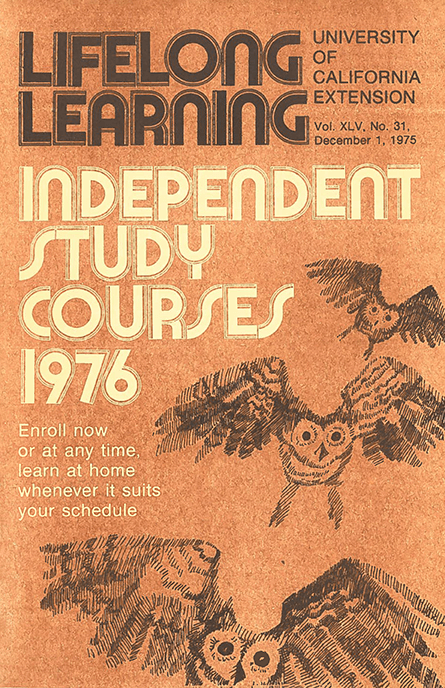 LIFELONG
LEARNING
UNIVERSITY
OF
CALIFORNIA
EXTENSION
Vol. XLV, No. 31,
December 1, 1975
INDEPENDENT
STUDY
COURSES
1976
Enroll now
or at any time,
learn at home
whenever it suits
your schedule